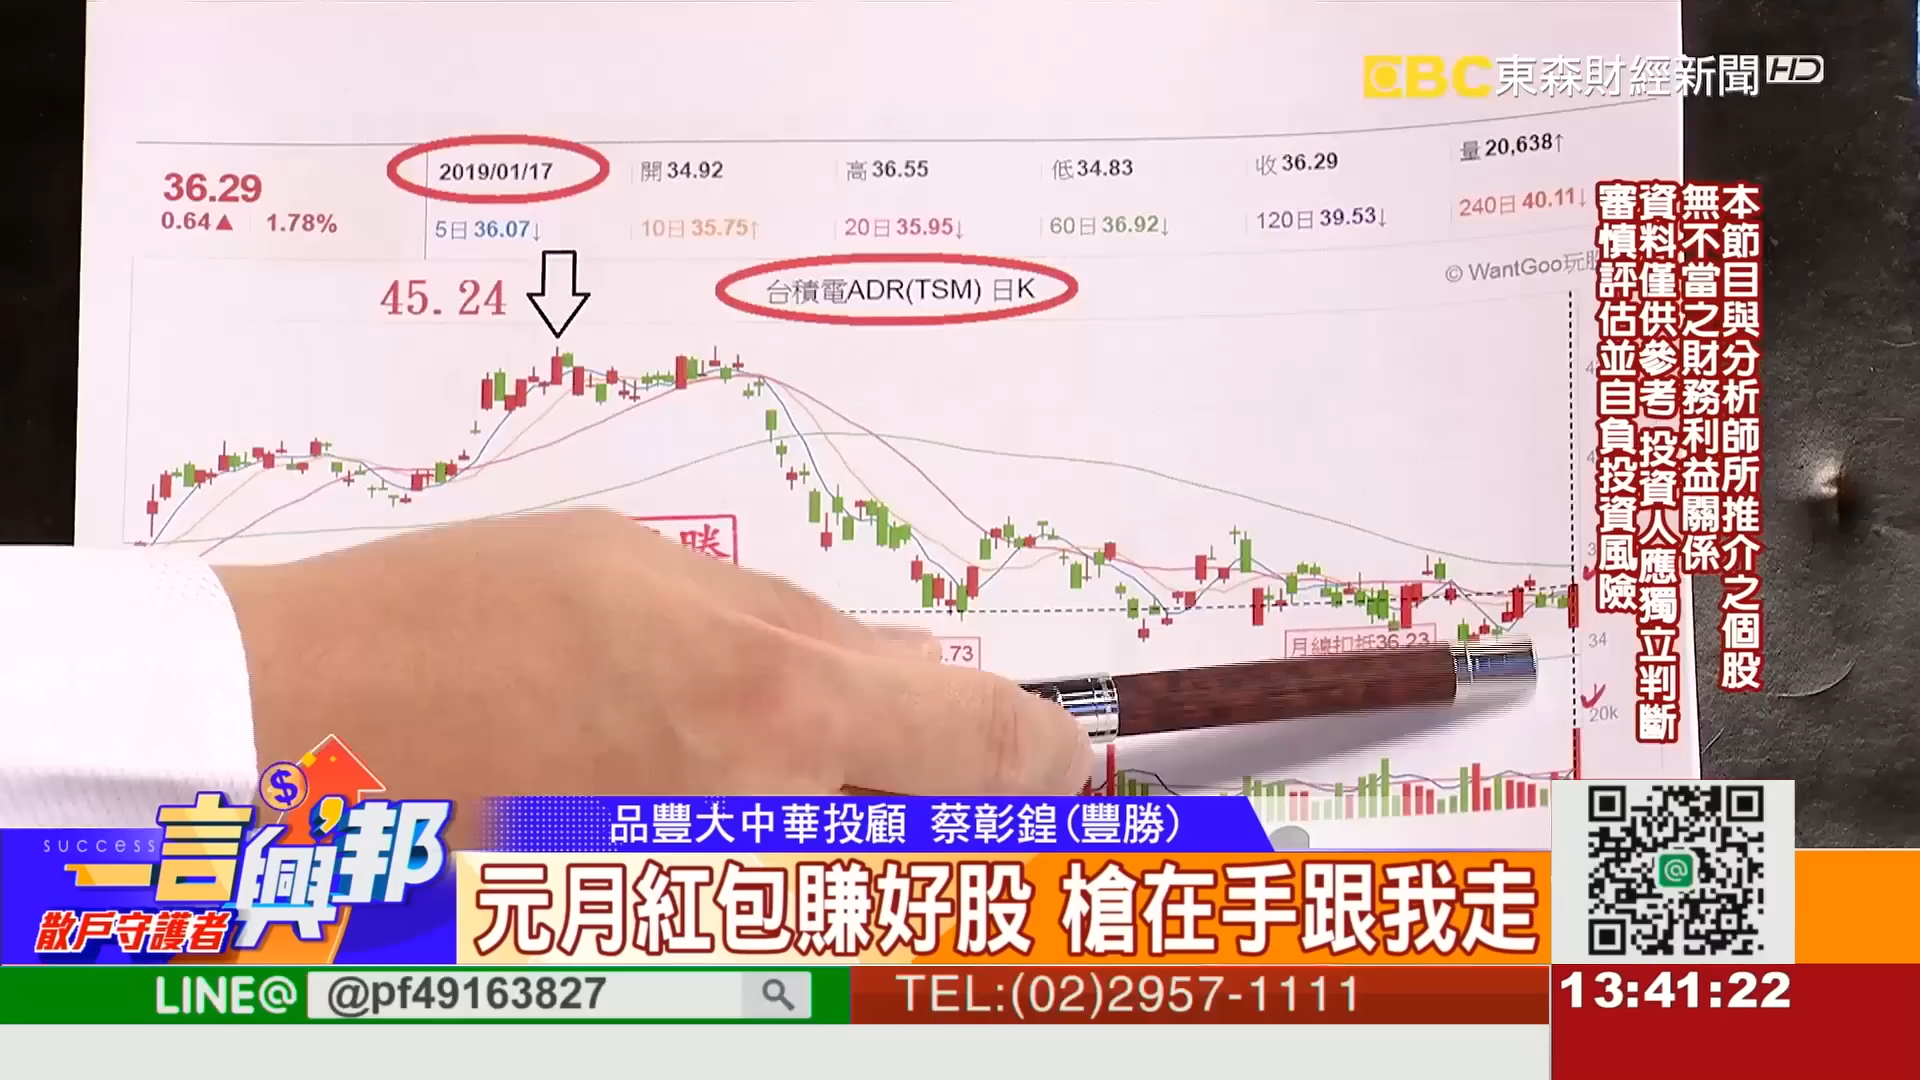 EBC東森財經新聞HD
36.29
0.64▲ 1.78%
2019/01/17 開34.92 高36.55 低34.83 收36.29 量20,638↑
5日36.07↓ 10日35.75↑ 20日35.95↓ 60日36.92↓ 120日39.53↓ 240日40.11↓
© WantGoo玩股
45.24
台積電ADR(TSM) 日K
勝
.73
月總扣抵36.23
34
20k
本節目與分析師所推介之個股
無不當之財務利益關係
資料僅供參考 投資人應獨立判斷
審慎評估並自負投資風險
success
一言興邦
散戶守護者
品豐大中華投顧 蔡彰鍠(豐勝)
元月紅包賺好股 槍在手跟我走
LINE@ @pf49163827
TEL:(02)2957-1111
13:41:22